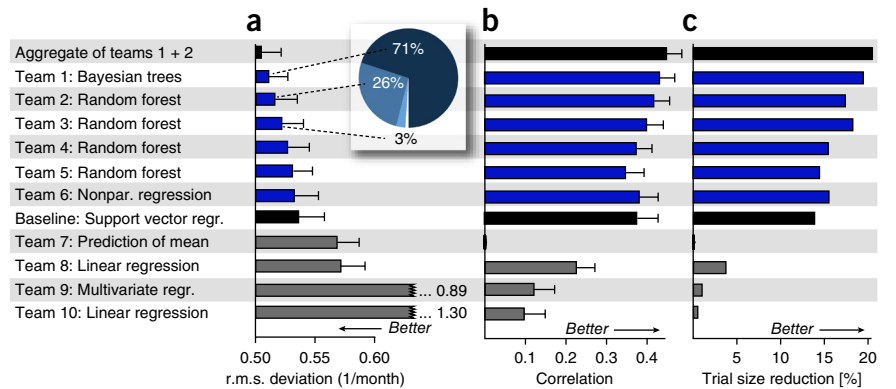 a
b
c
Aggregate of teams 1 + 2
Team 1: Bayesian trees
Team 2: Random forest
Team 3: Random forest
Team 4: Random forest
Team 5: Random forest
Team 6: Nonpar. regression
Baseline: Support vector regr.
Team 7: Prediction of mean
Team 8: Linear regression
Team 9: Multivariate regr.
Team 10: Linear regression
71%
26%
3%
... 0.89
... 1.30
Better
Better
Better
0.50 0.55 0.60
r.m.s. deviation (1/month)
0.1 0.2 0.3 0.4
Correlation
5 10 15 20
Trial size reduction [%]